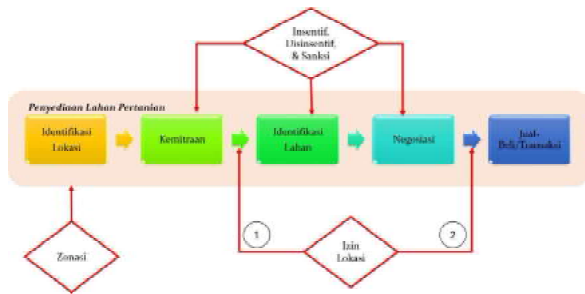 Insentif,
Disinsentif,
& Sanksi
Penyediaan Lahan Pertanian
Identifikasi
Lokasi
Kemitraan
Identifikasi
Lahan
Negosiasi
Jual-
Beli/Transaksi
1
2
Zonasi
Izin
Lokasi